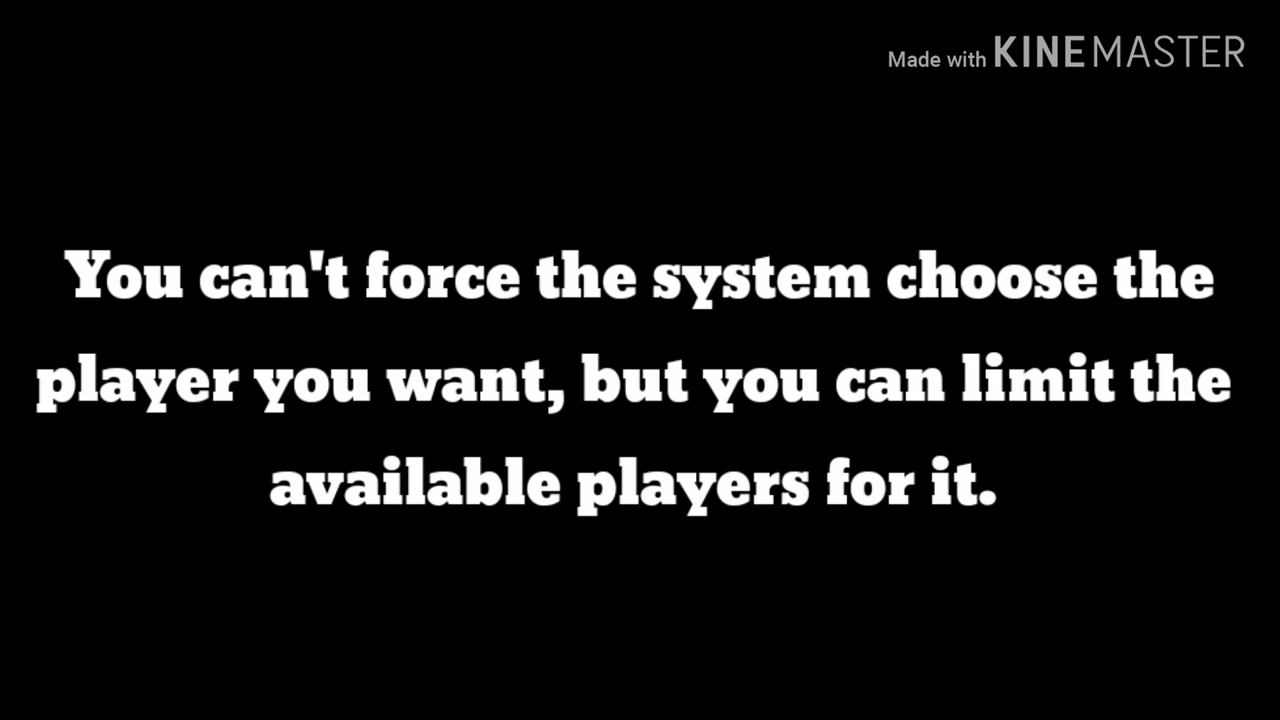 Made with KINEMASTER
You can't force the system choose the
player you want, but you can limit the
available players for it.